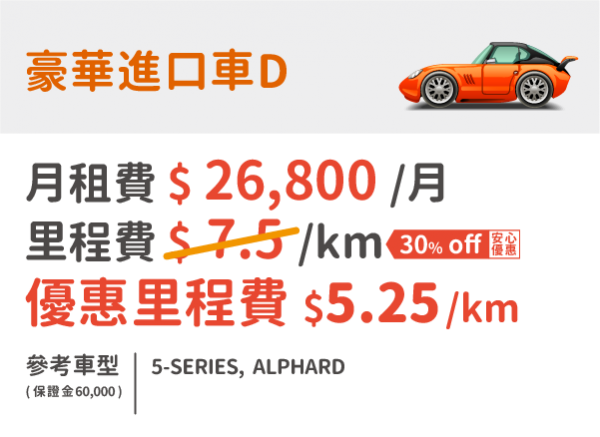 豪華進口車D
月租費 $ 26,800 /月
里程費 $ 7.5 /km 30% off 安心優惠
優惠里程費 $5.25/km
參考車型 5-SERIES, ALPHARD
(保證金60,000)